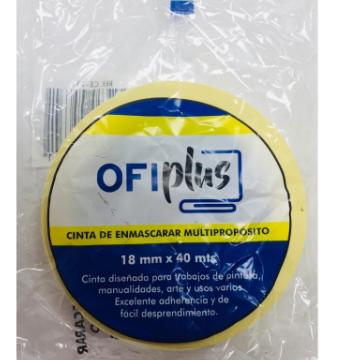 OFIplus
CINTA DE ENMASCARAR MULTIPROPÓSITO
18 mm x 40 mts
Cinta diseñada para trabajos de pintura,
manualidades, arte y usos varios.
Excelente adherencia y de
fácil desprendimiento.